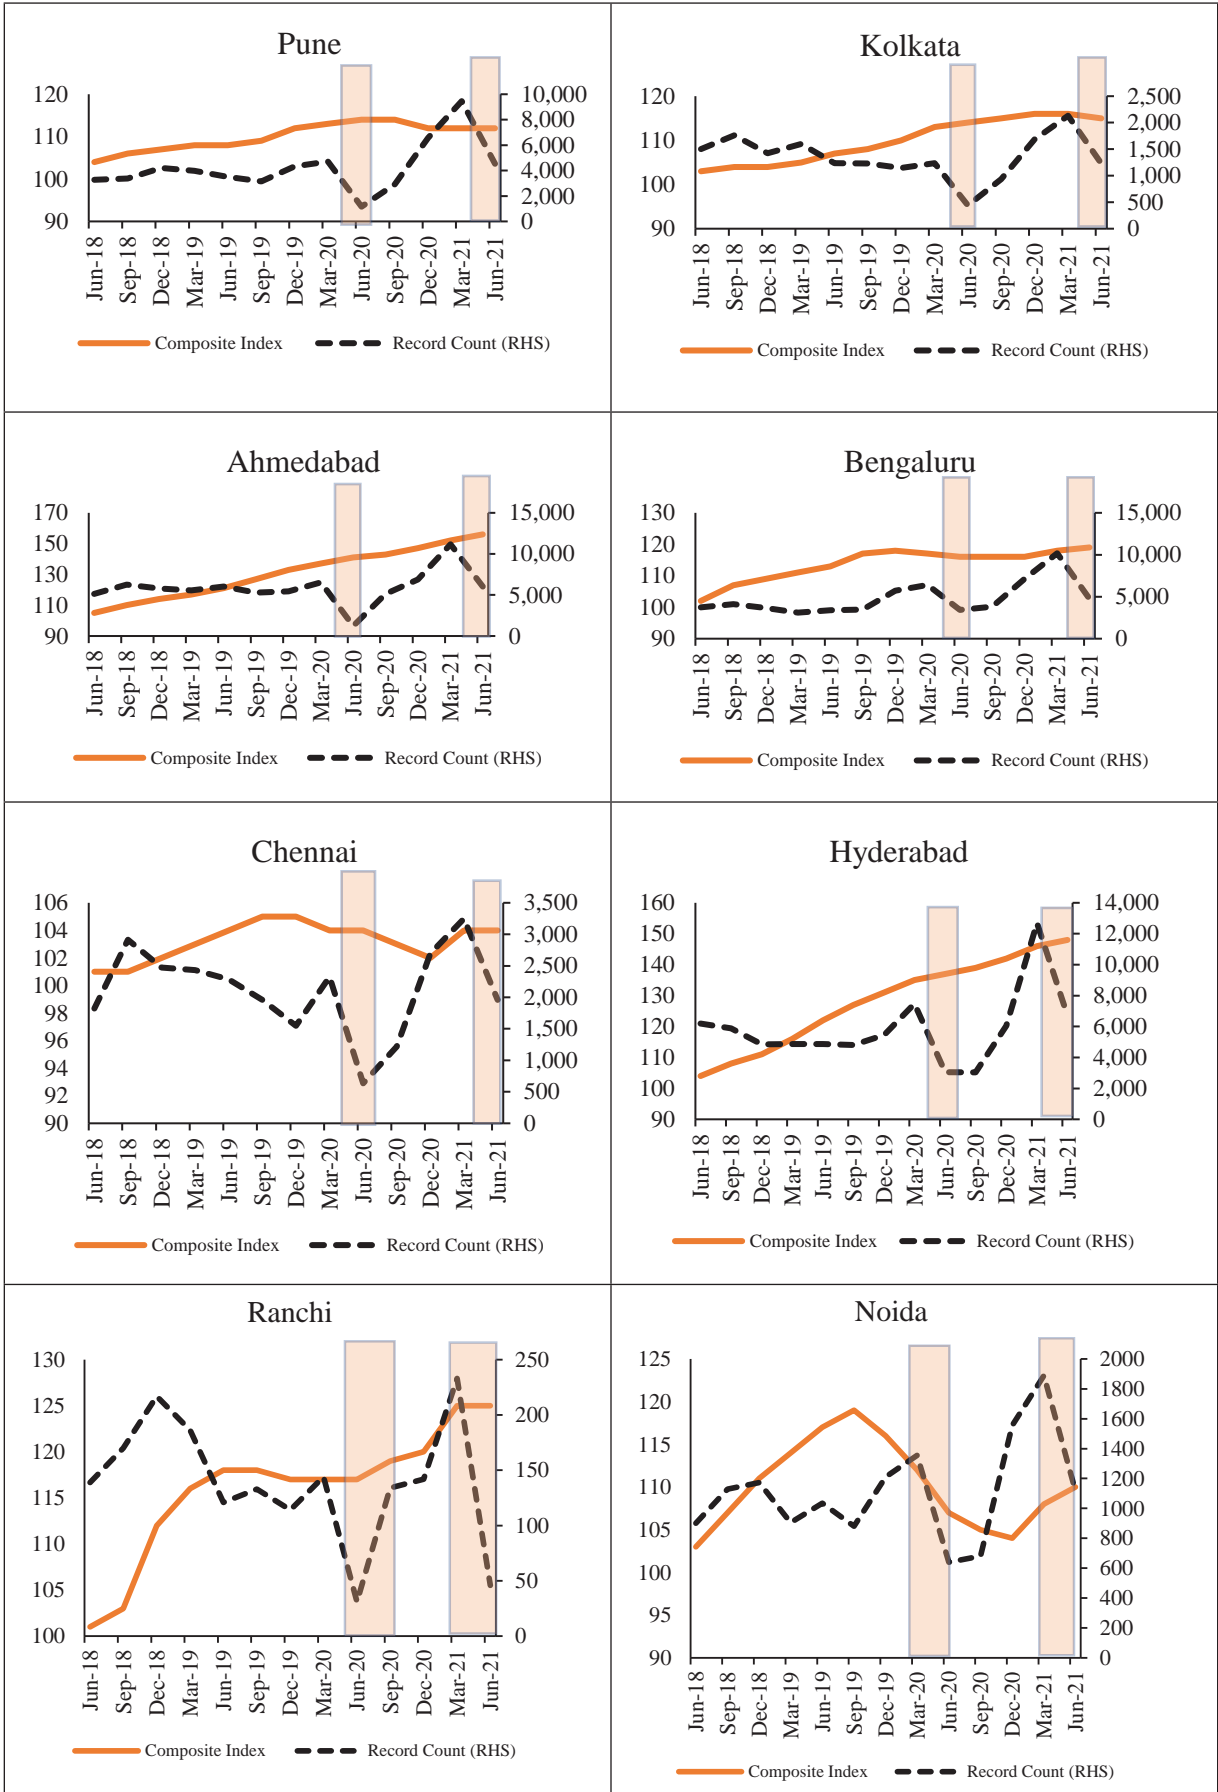 Pune
120
110
100
90
10,000
8,000
6,000
4,000
2,000
0
Jun-18
Sep-18
Dec-18
Mar-19
Jun-19
Sep-19
Dec-19
Mar-20
Jun-20
Sep-20
Dec-20
Mar-21
Jun-21
Composite Index
Record Count (RHS)
Kolkata
120
110
100
90
2,500
2,000
1,500
1,000
500
0
Jun-18
Sep-18
Dec-18
Mar-19
Jun-19
Sep-19
Dec-19
Mar-20
Jun-20
Sep-20
Dec-20
Mar-21
Jun-21
Composite Index
Record Count (RHS)
Ahmedabad
170
150
130
110
90
15,000
10,000
5,000
0
Jun-18
Sep-18
Dec-18
Mar-19
Jun-19
Sep-19
Dec-19
Mar-20
Jun-20
Sep-20
Dec-20
Mar-21
Jun-21
Composite Index
Record Count (RHS)
Bengaluru
130
120
110
100
90
15,000
10,000
5,000
0
Jun-18
Sep-18
Dec-18
Mar-19
Jun-19
Sep-19
Dec-19
Mar-20
Jun-20
Sep-20
Dec-20
Mar-21
Jun-21
Composite Index
Record Count (RHS)
Chennai
106
104
102
100
98
96
94
92
90
3,500
3,000
2,500
2,000
1,500
1,000
500
0
Jun-18
Sep-18
Dec-18
Mar-19
Jun-19
Sep-19
Dec-19
Mar-20
Jun-20
Sep-20
Dec-20
Mar-21
Jun-21
Composite Index
Record Count (RHS)
Hyderabad
160
150
140
130
120
110
100
90
14,000
12,000
10,000
8,000
6,000
4,000
2,000
0
Jun-18
Sep-18
Dec-18
Mar-19
Jun-19
Sep-19
Dec-19
Mar-20
Jun-20
Sep-20
Dec-20
Mar-21
Jun-21
Composite Index
Record Count (RHS)
Ranchi
130
125
120
115
110
105
100
250
200
150
100
50
0
Jun-18
Sep-18
Dec-18
Mar-19
Jun-19
Sep-19
Dec-19
Mar-20
Jun-20
Sep-20
Dec-20
Mar-21
Jun-21
Composite Index
Record Count (RHS)
Noida
125
120
115
110
105
100
95
90
2000
1800
1600
1400
1200
1000
800
600
400
200
0
Jun-18
Sep-18
Dec-18
Mar-19
Jun-19
Sep-19
Dec-19
Mar-20
Jun-20
Sep-20
Dec-20
Mar-21
Jun-21
Composite Index
Record Count (RHS)